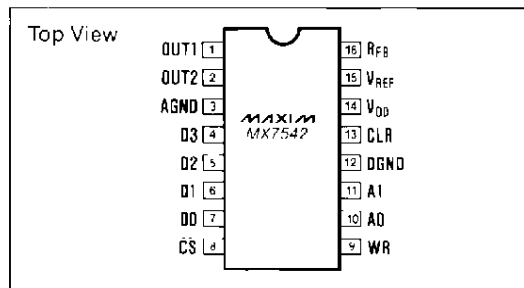 Top View
OUT1 1
OUT2 2
AGND 3
D3 4
D2 5
D1 6
D0 7
CS 8
MAXIM
MX7542
16 RFB
15 VREF
14 VDD
13 CLR
12 DGND
11 A1
10 A0
9 WR